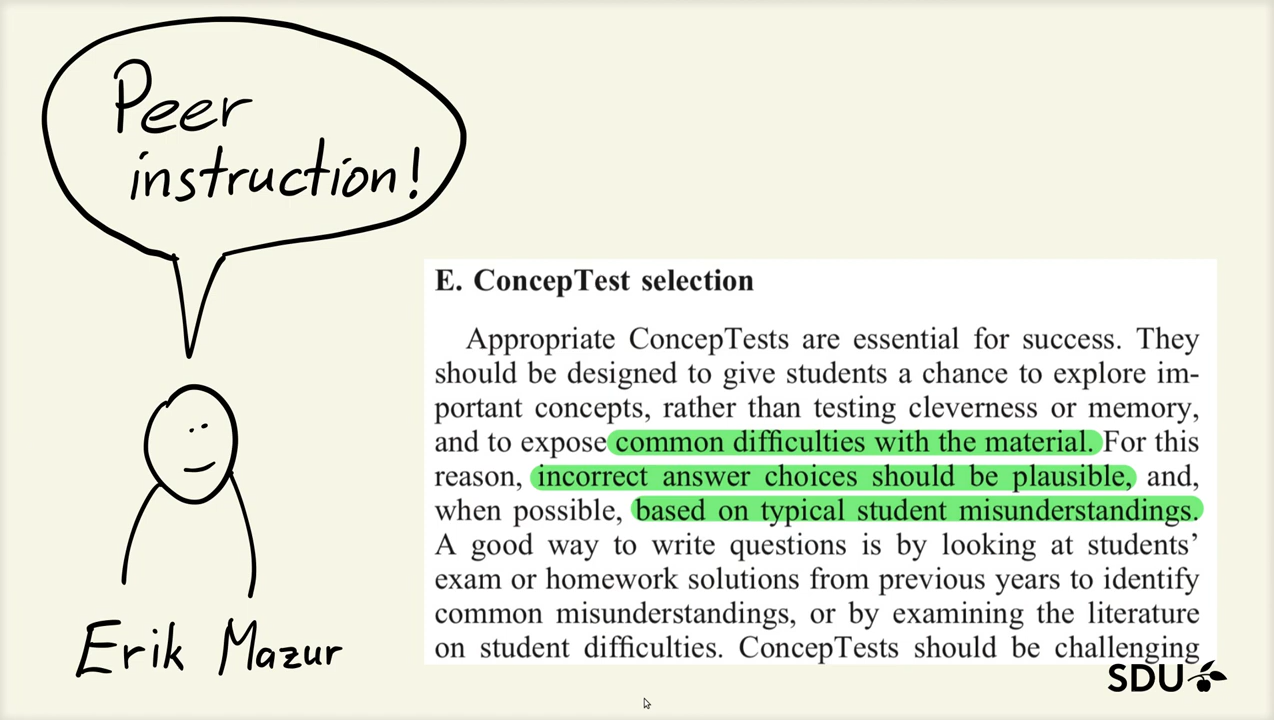 Peer
instruction!
Erik Mazur
E. ConcepTest selection
Appropriate ConcepTests are essential for success. They
should be designed to give students a chance to explore im-
portant concepts, rather than testing cleverness or memory,
and to expose common difficulties with the material. For this
reason, incorrect answer choices should be plausible, and,
when possible, based on typical student misunderstandings.
A good way to write questions is by looking at students’
exam or homework solutions from previous years to identify
common misunderstandings, or by examining the literature
on student difficulties. ConcepTests should be challenging
SDU